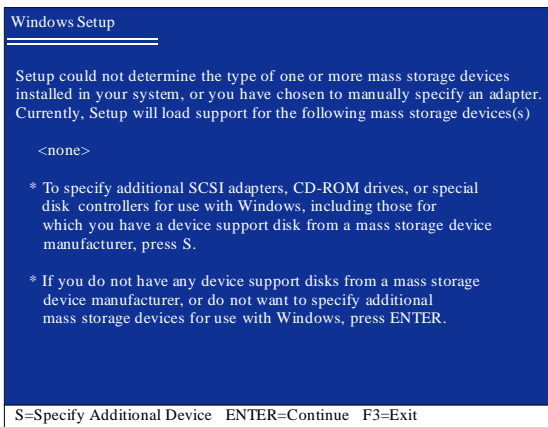 Windows Setup
Setup could not determine the type of one or more mass storage devices
installed in your system, or you have chosen to manually specify an adapter.
Currently, Setup will load support for the following mass storage devices(s)
<none>
* To specify additional SCSI adapters, CD-ROM drives, or special
disk controllers for use with Windows, including those for
which you have a device support disk from a mass storage device
manufacturer, press S.
* If you do not have any device support disks from a mass storage
device manufacturer, or do not want to specify additional
mass storage devices for use with Windows, press ENTER.
S=Specify Additional Device ENTER=Continue F3=Exit